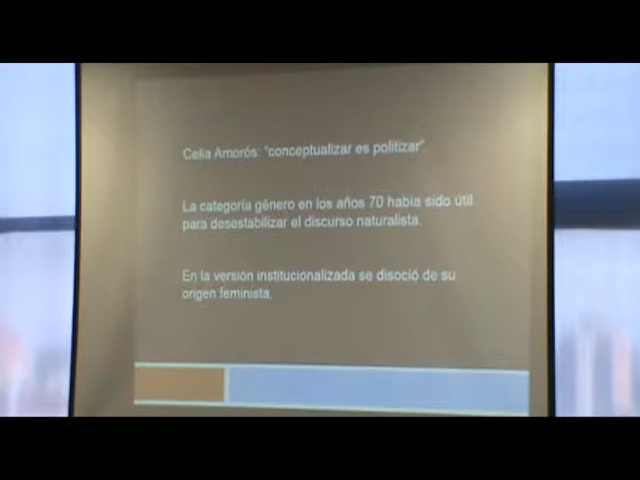 Celia Amorós: "conceptualizar es politizar".
La categoría género en los años 70 había sido útil
para desestabilizar el discurso naturalista.
En la versión institucionalizada se disoció de su
origen feminista.